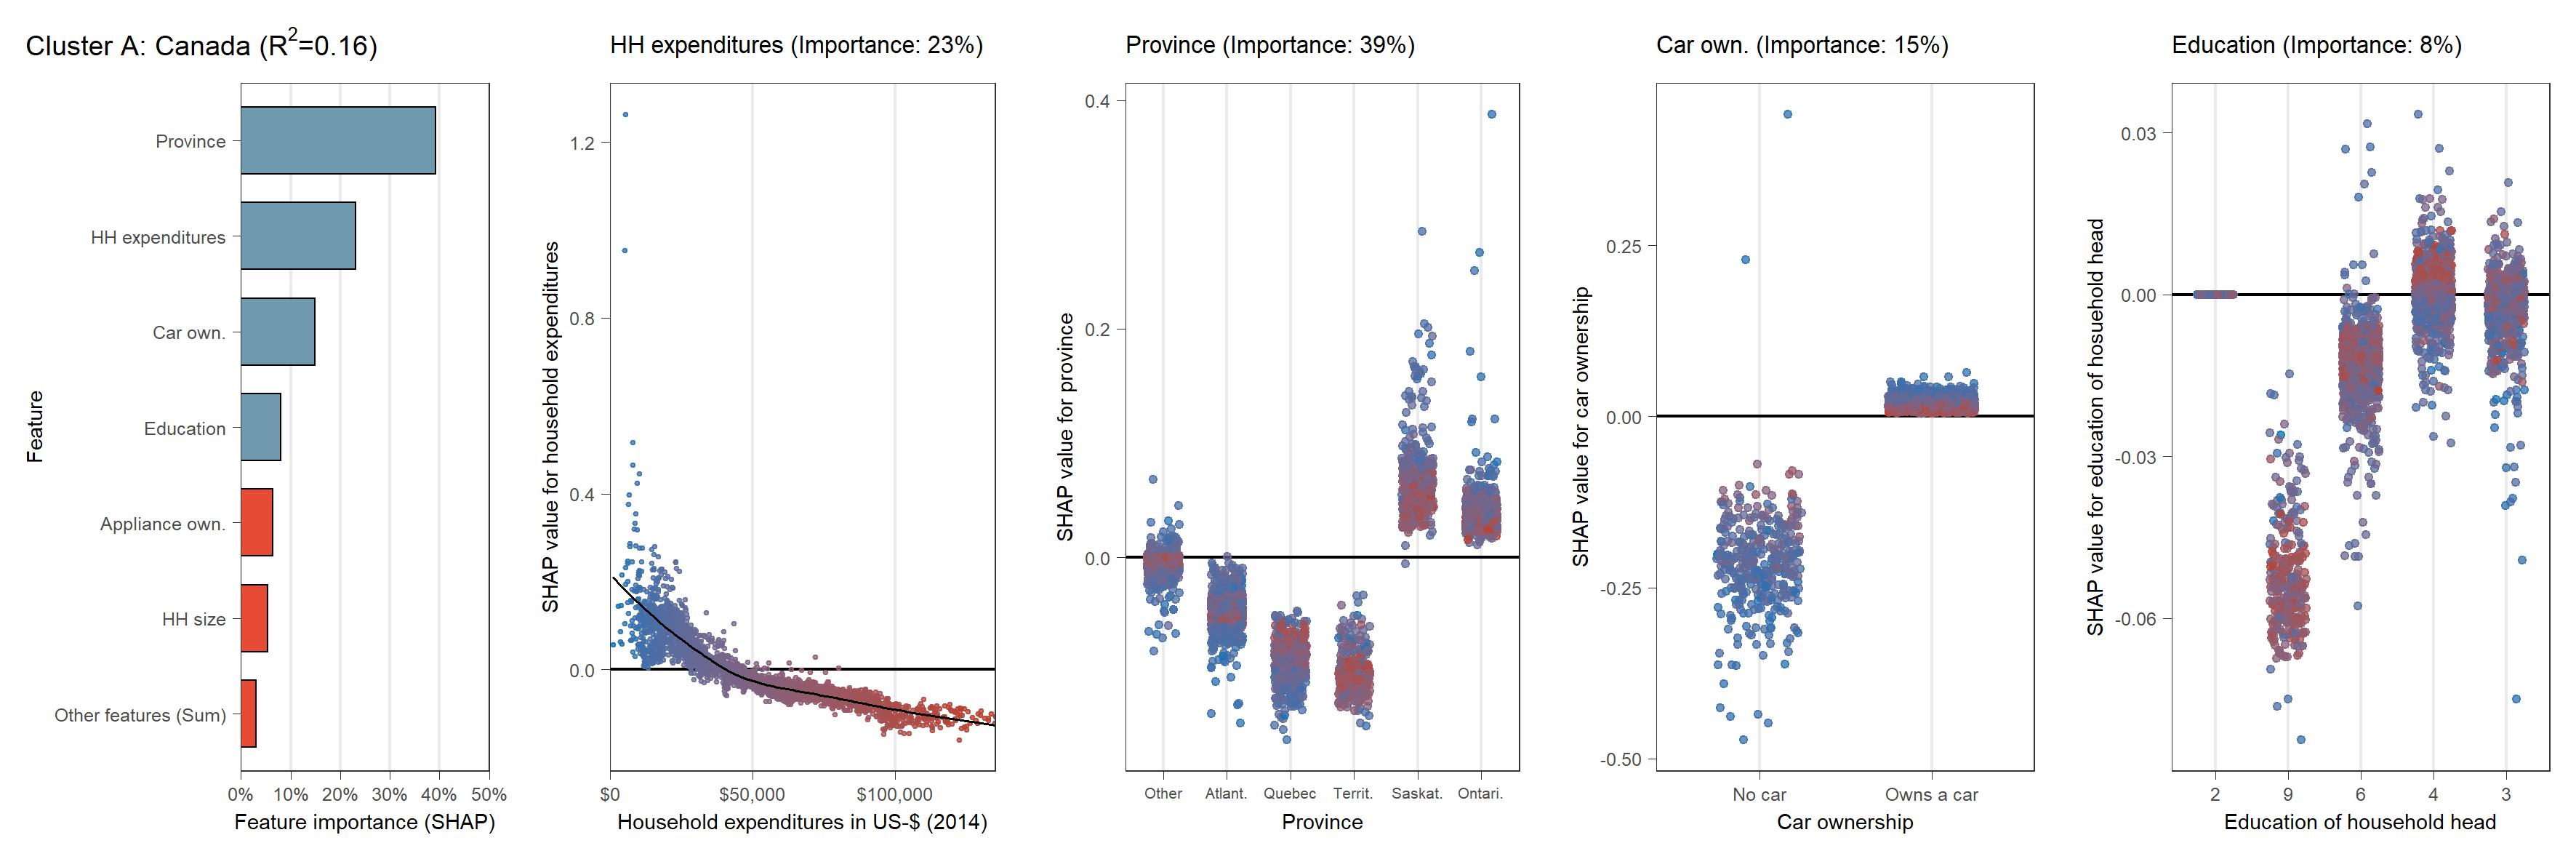 Cluster A: Canada (R²=0.16)
Feature
Province
HH expenditures
Car own.
Education
Appliance own.
HH size
Other features (Sum)
0% 10% 20% 30% 40% 50%
Feature importance (SHAP)
HH expenditures (Importance: 23%)
SHAP value for household expenditures
1.2
0.8
0.4
0.0
$0 $50,000 $100,000
Household expenditures in US-$ (2014)
Province (Importance: 39%)
SHAP value for province
0.4
0.2
0.0
Other Atlant. Quebec Territ. Saskat. Ontari.
Province
Car own. (Importance: 15%)
SHAP value for car ownership
0.25
0.00
-0.25
-0.50
No car Owns a car
Car ownership
Education (Importance: 8%)
SHAP value for education of hosuehold head
0.03
0.00
-0.03
-0.06
2 9 6 4 3
Education of household head